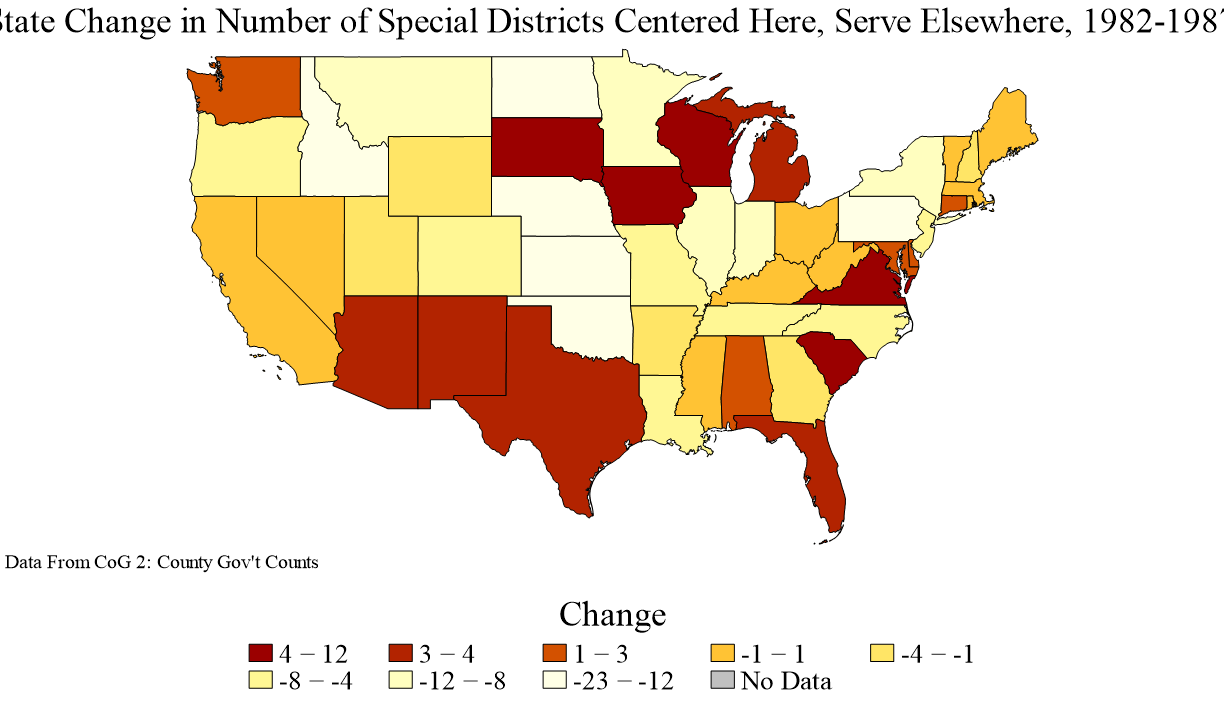 State Change in Number of Special Districts Centered Here, Serve Elsewhere, 1982-1987
Data From CoG 2: County Gov't Counts
Change
4 − 12
3 − 4
1 − 3
-1 − 1
-4 − -1
-8 − -4
-12 − -8
-23 − -12
No Data